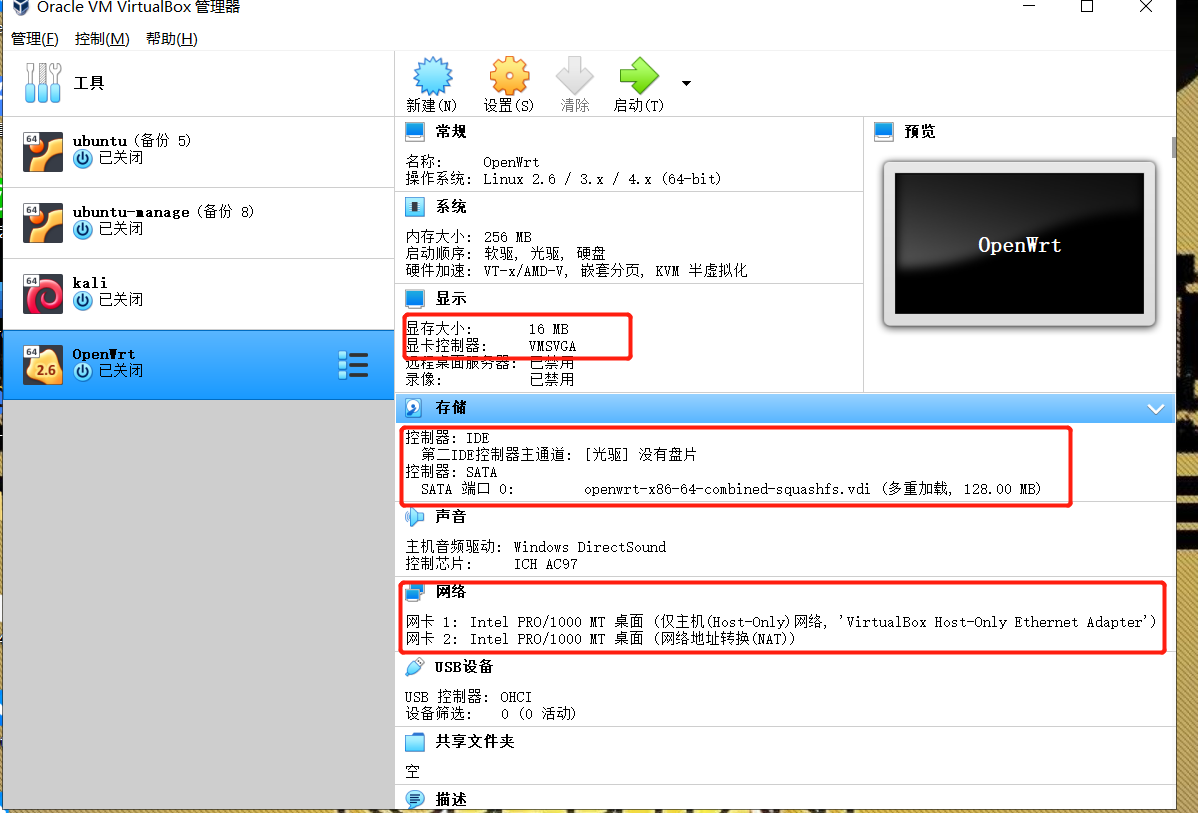 Oracle VM VirtualBox 管理器
管理(F) 控制(M) 帮助(H)
工具
新建(N) 设置(S) 清除 启动(T)
64 ubuntu (备份 5)
已关闭
64 ubuntu-manage (备份 8)
已关闭
64 kali
已关闭
64 2.6 OpenWrt
已关闭
常规
名称: OpenWrt
操作系统: Linux 2.6 / 3.x / 4.x (64-bit)
系统
内存大小: 256 MB
启动顺序: 软驱, 光驱, 硬盘
硬件加速: VT-x/AMD-V, 嵌套分页, KVM 半虚拟化
显示
显存大小: 16 MB
显卡控制器: VMSVGA
远程桌面服务器: 已禁用
录像: 已禁用
预览
OpenWrt
存储
控制器: IDE
第二IDE控制器主通道: [光驱] 没有盘片
控制器: SATA
SATA 端口 0: openwrt-x86-64-combined-squashfs.vdi (多重加载, 128.00 MB)
声音
主机音频驱动: Windows DirectSound
控制芯片: ICH AC97
网络
网卡 1: Intel PRO/1000 MT 桌面 (仅主机(Host-Only)网络, 'VirtualBox Host-Only Ethernet Adapter')
网卡 2: Intel PRO/1000 MT 桌面 (网络地址转换(NAT))
USB设备
USB 控制器: OHCI
设备筛选: 0 (0 活动)
共享文件夹
空
描述